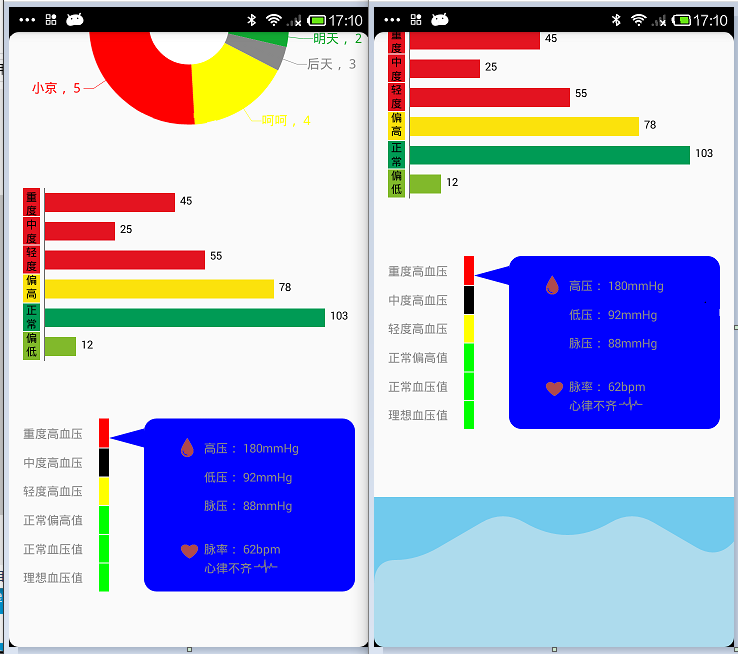 17:10
明天，2
后天，3
小京，5
呵呵，4
重度 45
中度 25
轻度 55
偏高 78
正常 103
偏低 12
重度高血压
中度高血压
轻度高血压
正常偏高值
正常血压值
理想血压值
高压： 180mmHg
低压： 92mmHg
脉压： 88mmHg
脉率： 62bpm
心律不齐
17:10
重度 45
中度 25
轻度 55
偏高 78
正常 103
偏低 12
重度高血压
中度高血压
轻度高血压
正常偏高值
正常血压值
理想血压值
高压： 180mmHg
低压： 92mmHg
脉压： 88mmHg
脉率： 62bpm
心律不齐